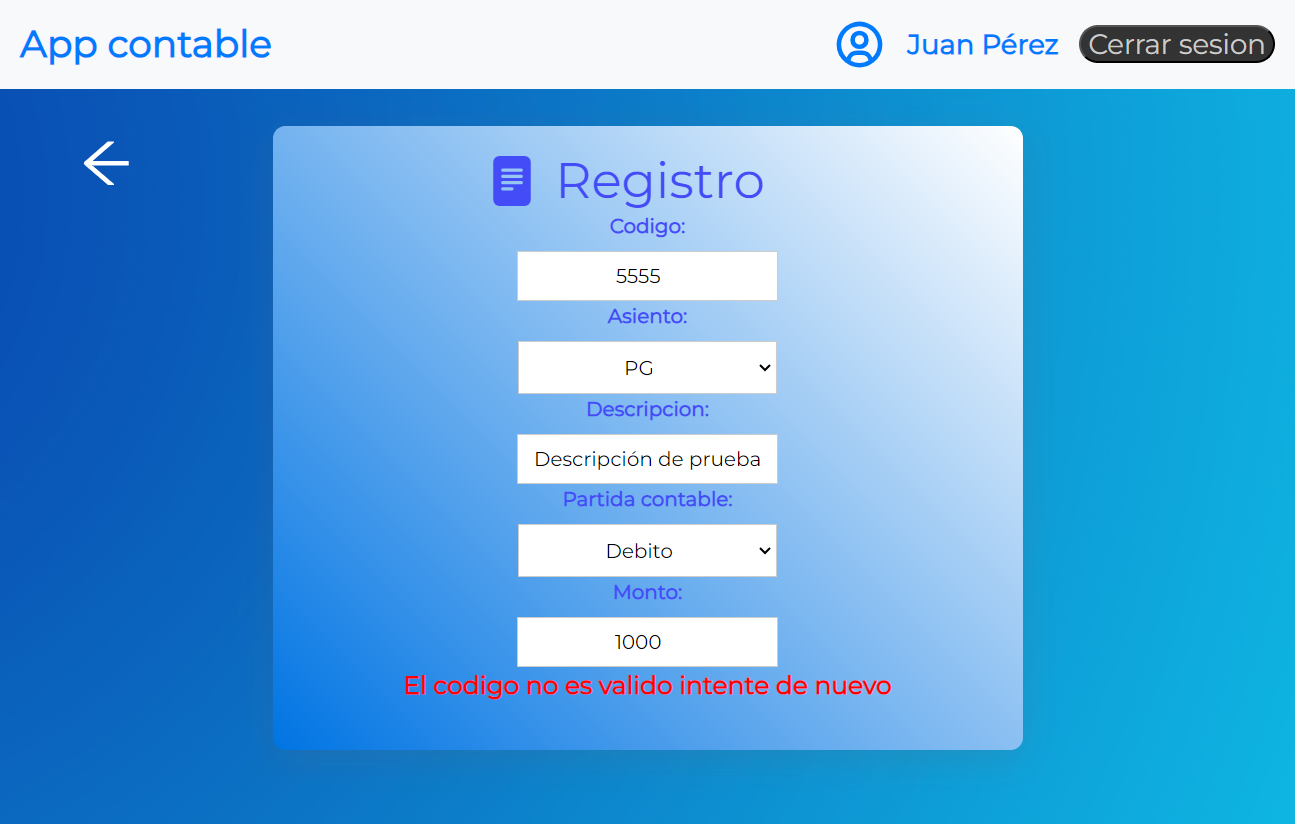 App contable
Juan Pérez
Cerrar sesion
Registro
Codigo:
5555
Asiento:
PG
Descripcion:
Descripción de prueba
Partida contable:
Debito
Monto:
1000
El codigo no es valido intente de nuevo